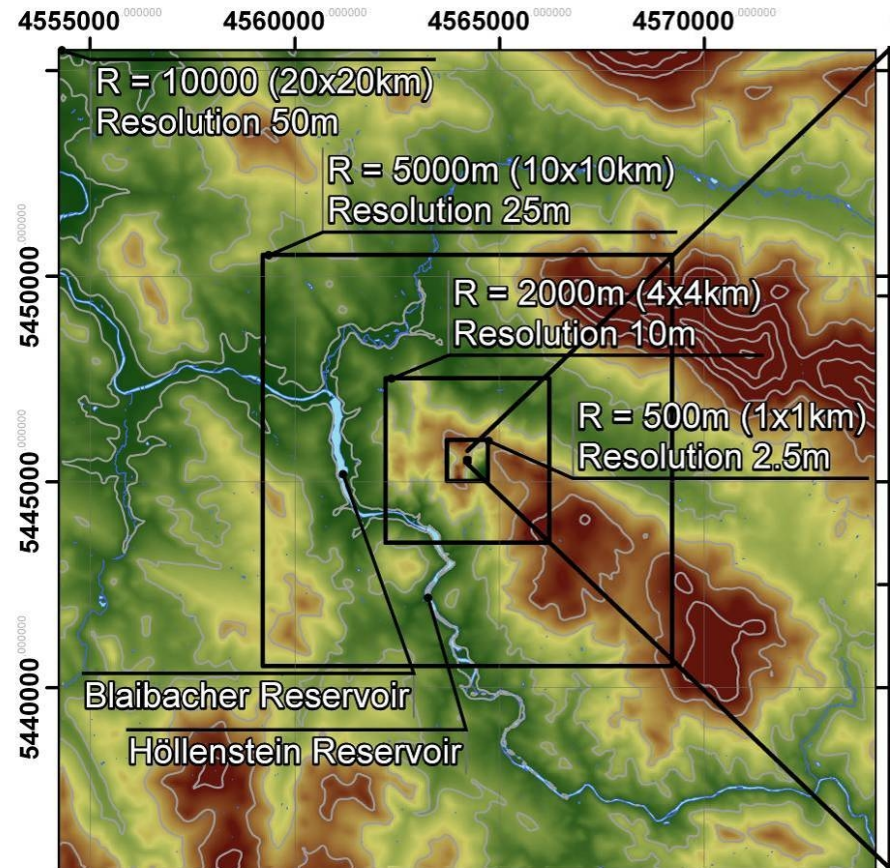 4555000.000000 4560000.000000 4565000.000000 4570000.000000
R = 10000 (20x20km)
Resolution 50m
R = 5000m (10x10km)
Resolution 25m
5450000.000000
R = 2000m (4x4km)
Resolution 10m
R = 500m (1x1km)
Resolution 2.5m
5445000.000000
5440000.000000
Blaibacher Reservoir
Höllenstein Reservoir